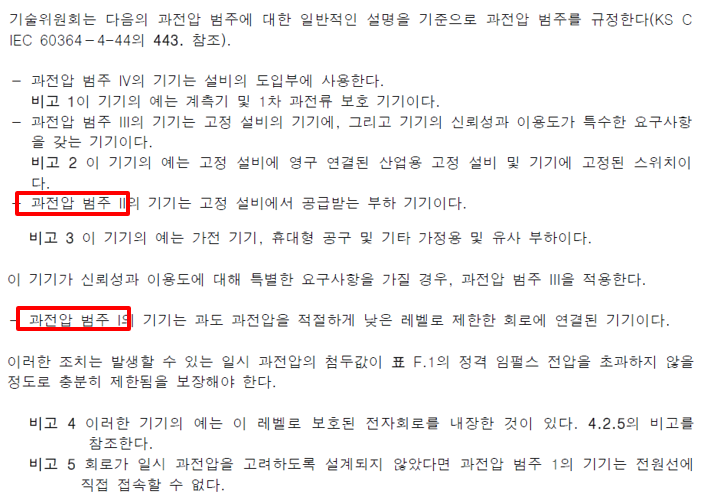 기술위원회는 다음의 과전압 범주에 대한 일반적인 설명을 기준으로 과전압 범주를 규정한다(KS C
IEC 60364－4-44의 443. 참조).
－ 과전압 범주 IV의 기기는 설비의 도입부에 사용한다.
비고 1이 기기의 예는 계측기 및 1차 과전류 보호 기기이다.
－ 과전압 범주 III의 기기는 고정 설비의 기기에, 그리고 기기의 신뢰성과 이용도가 특수한 요구사항
을 갖는 기기이다.
비고 2 이 기기의 예는 고정 설비에 영구 연결된 산업용 고정 설비 및 기기에 고정된 스위치이
다.
－ 과전압 범주 II의 기기는 고정 설비에서 공급받는 부하 기기이다.
비고 3 이 기기의 예는 가전 기기, 휴대형 공구 및 기타 가정용 및 유사 부하이다.
이 기기가 신뢰성과 이용도에 대해 특별한 요구사항을 가질 경우, 과전압 범주 III을 적용한다.
－ 과전압 범주 I의 기기는 과도 과전압을 적절하게 낮은 레벨로 제한한 회로에 연결된 기기이다.
이러한 조치는 발생할 수 있는 일시 과전압의 첨두값이 표 F.1의 정격 임펄스 전압을 초과하지 않을
정도로 충분히 제한됨을 보장해야 한다.
비고 4 이러한 기기의 예는 이 레벨로 보호된 전자회로를 내장한 것이 있다. 4.2.5의 비고를
참조한다.
비고 5 회로가 일시 과전압을 고려하도록 설계되지 않았다면 과전압 범주 1의 기기는 전원선에
직접 접속할 수 없다.